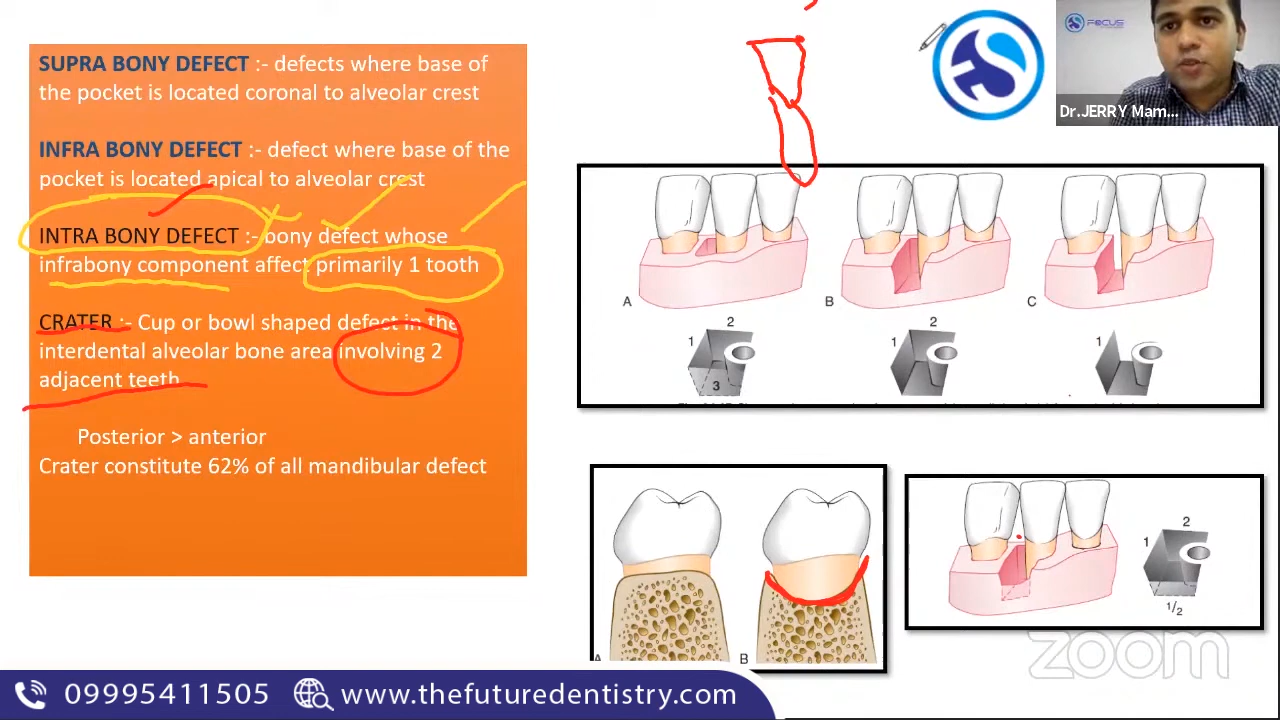 SUPRA BONY DEFECT :- defects where base of
the pocket is located coronal to alveolar crest
INFRA BONY DEFECT :- defect where base of the
pocket is located apical to alveolar crest
INTRA BONY DEFECT :- bony defect whose
infrabony component affect primarily 1 tooth
CRATER :- Cup or bowl shaped defect in the
interdental alveolar bone area involving 2
adjacent teeth
Posterior > anterior
Crater constitute 62% of all mandibular defect
FOCUS
Dr.JERRY Mam...
A
B
C
2
1
3
2
1
1
A
B
2
1
1/2
zoom
09995411505
www.thefuturedentistry.com